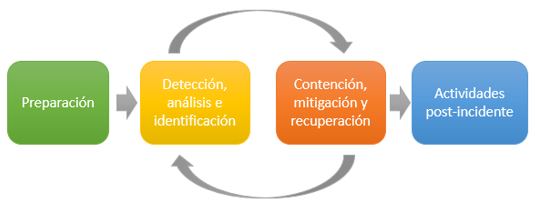 Preparación
Detección,
análisis e
identificación
Contención,
mitigación y
recuperación
Actividades
post-incidente